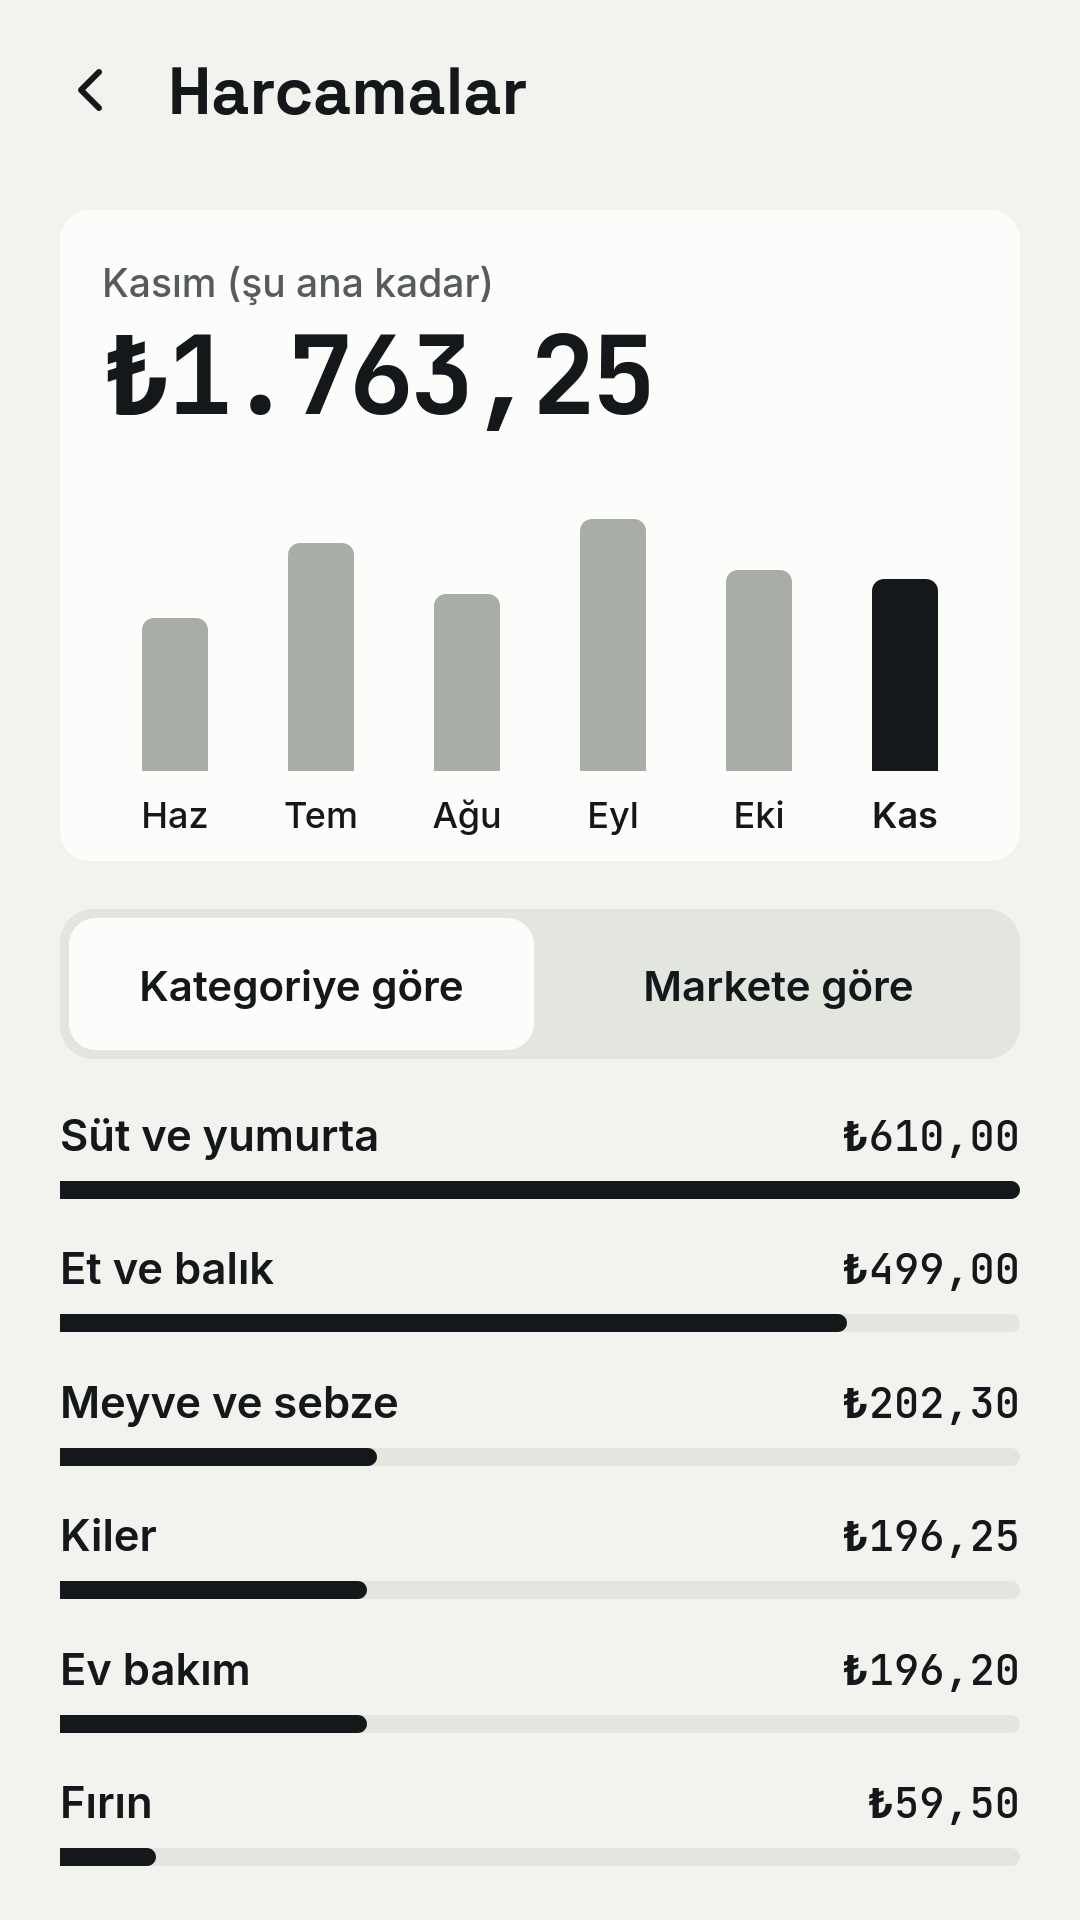 Harcamalar
Kasım (şu ana kadar)
₺1.763,25
Haz Tem Ağu Eyl Eki Kas
Kategoriye göre Markete göre
Süt ve yumurta ₺610,00
Et ve balık ₺499,00
Meyve ve sebze ₺202,30
Kiler ₺196,25
Ev bakım ₺196,20
Fırın ₺59,50